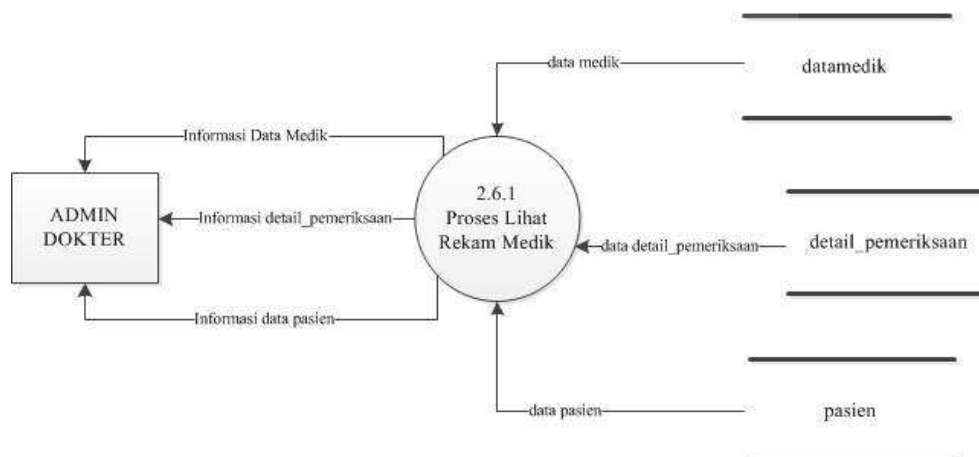 data medik
datamedik
Informasi Data Medik
ADMIN
DOKTER
Informasi detail_pemeriksaan
2.6.1
Proses Lihat
Rekam Medik
data detail_pemeriksaan
detail_pemeriksaan
Informasi data pasien
data pasien
pasien